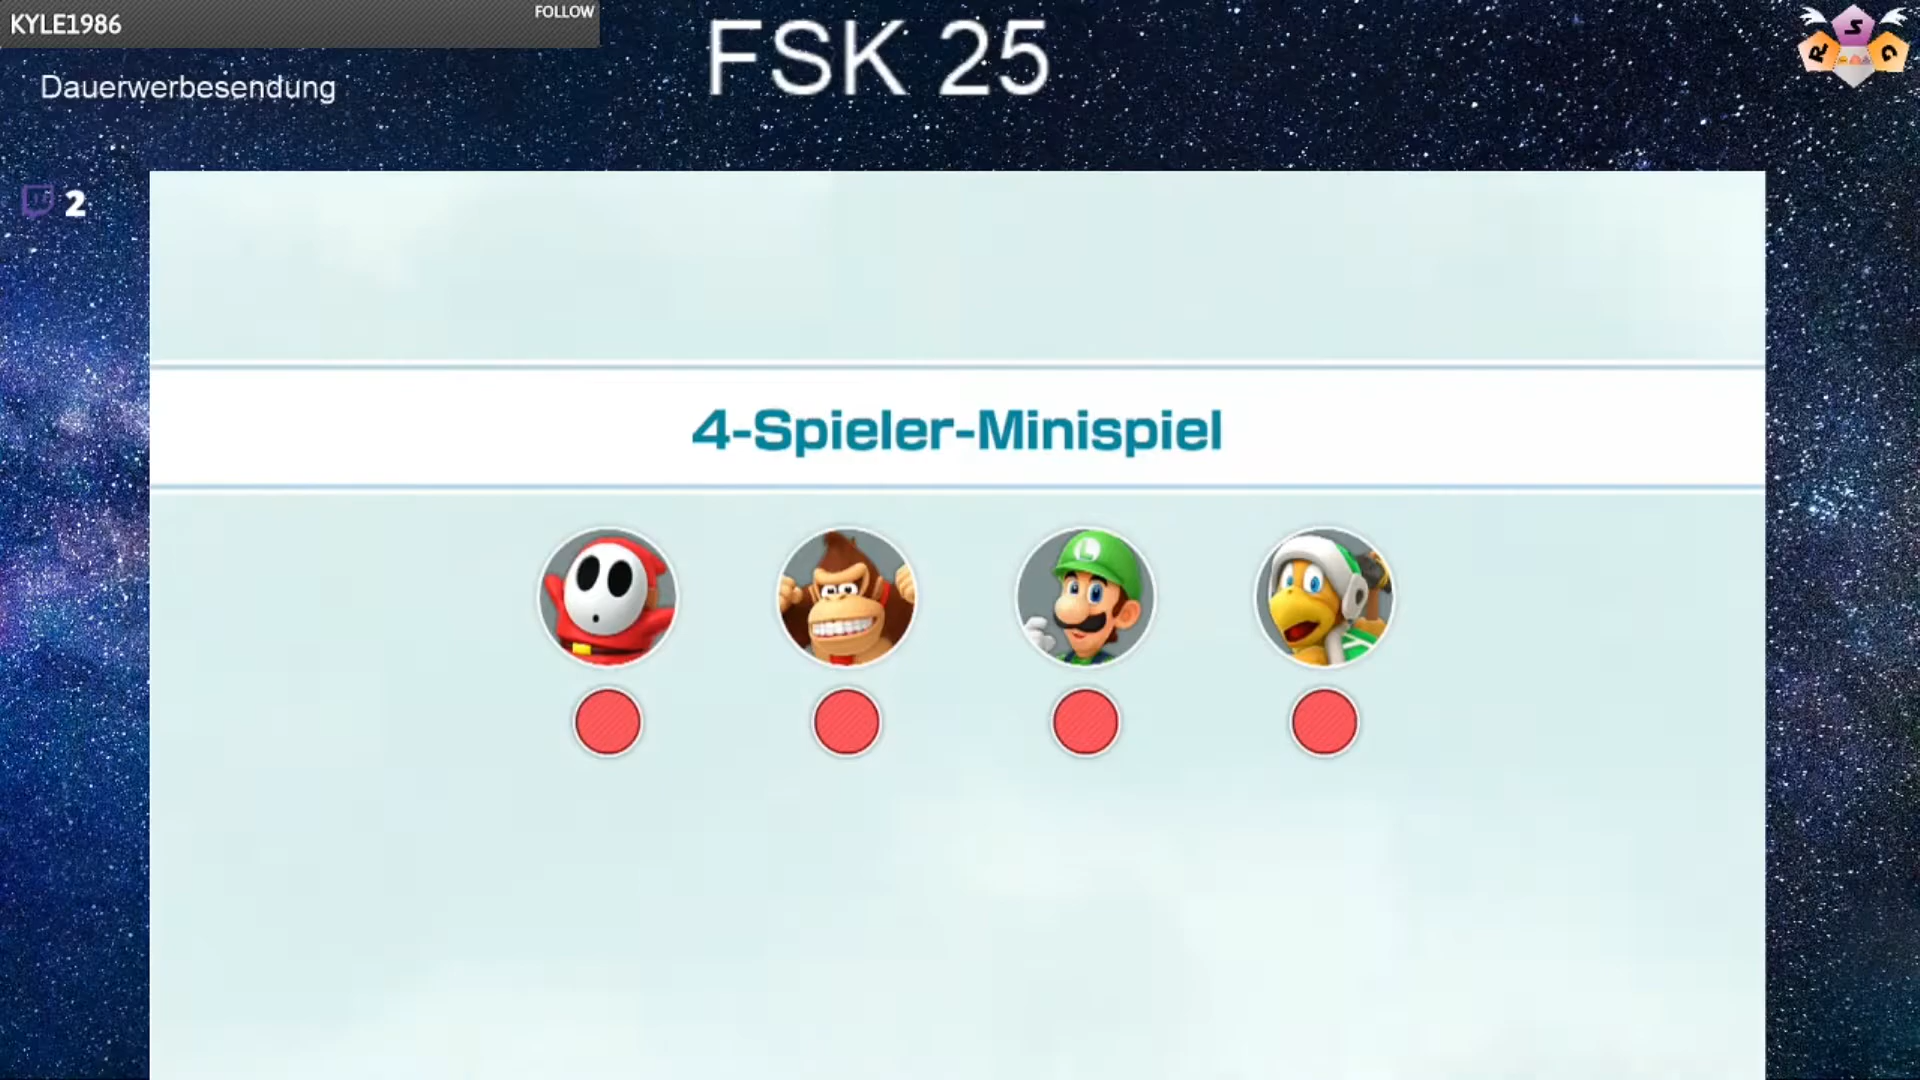 KYLE1986
FOLLOW
FSK 25
Dauerwerbesendung
2
4-Spieler-Minispiel
L
R S G